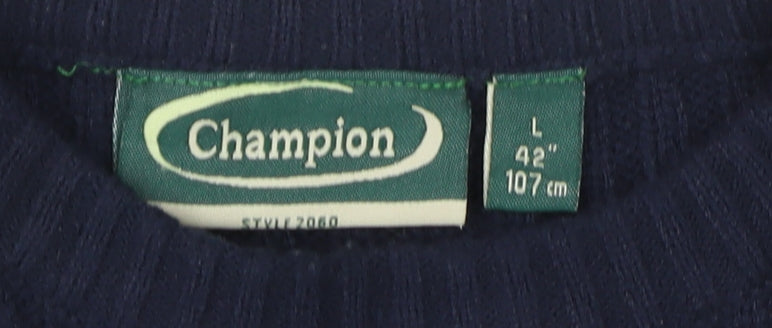 Champion
STYLE 2060
L
42"
107 cm